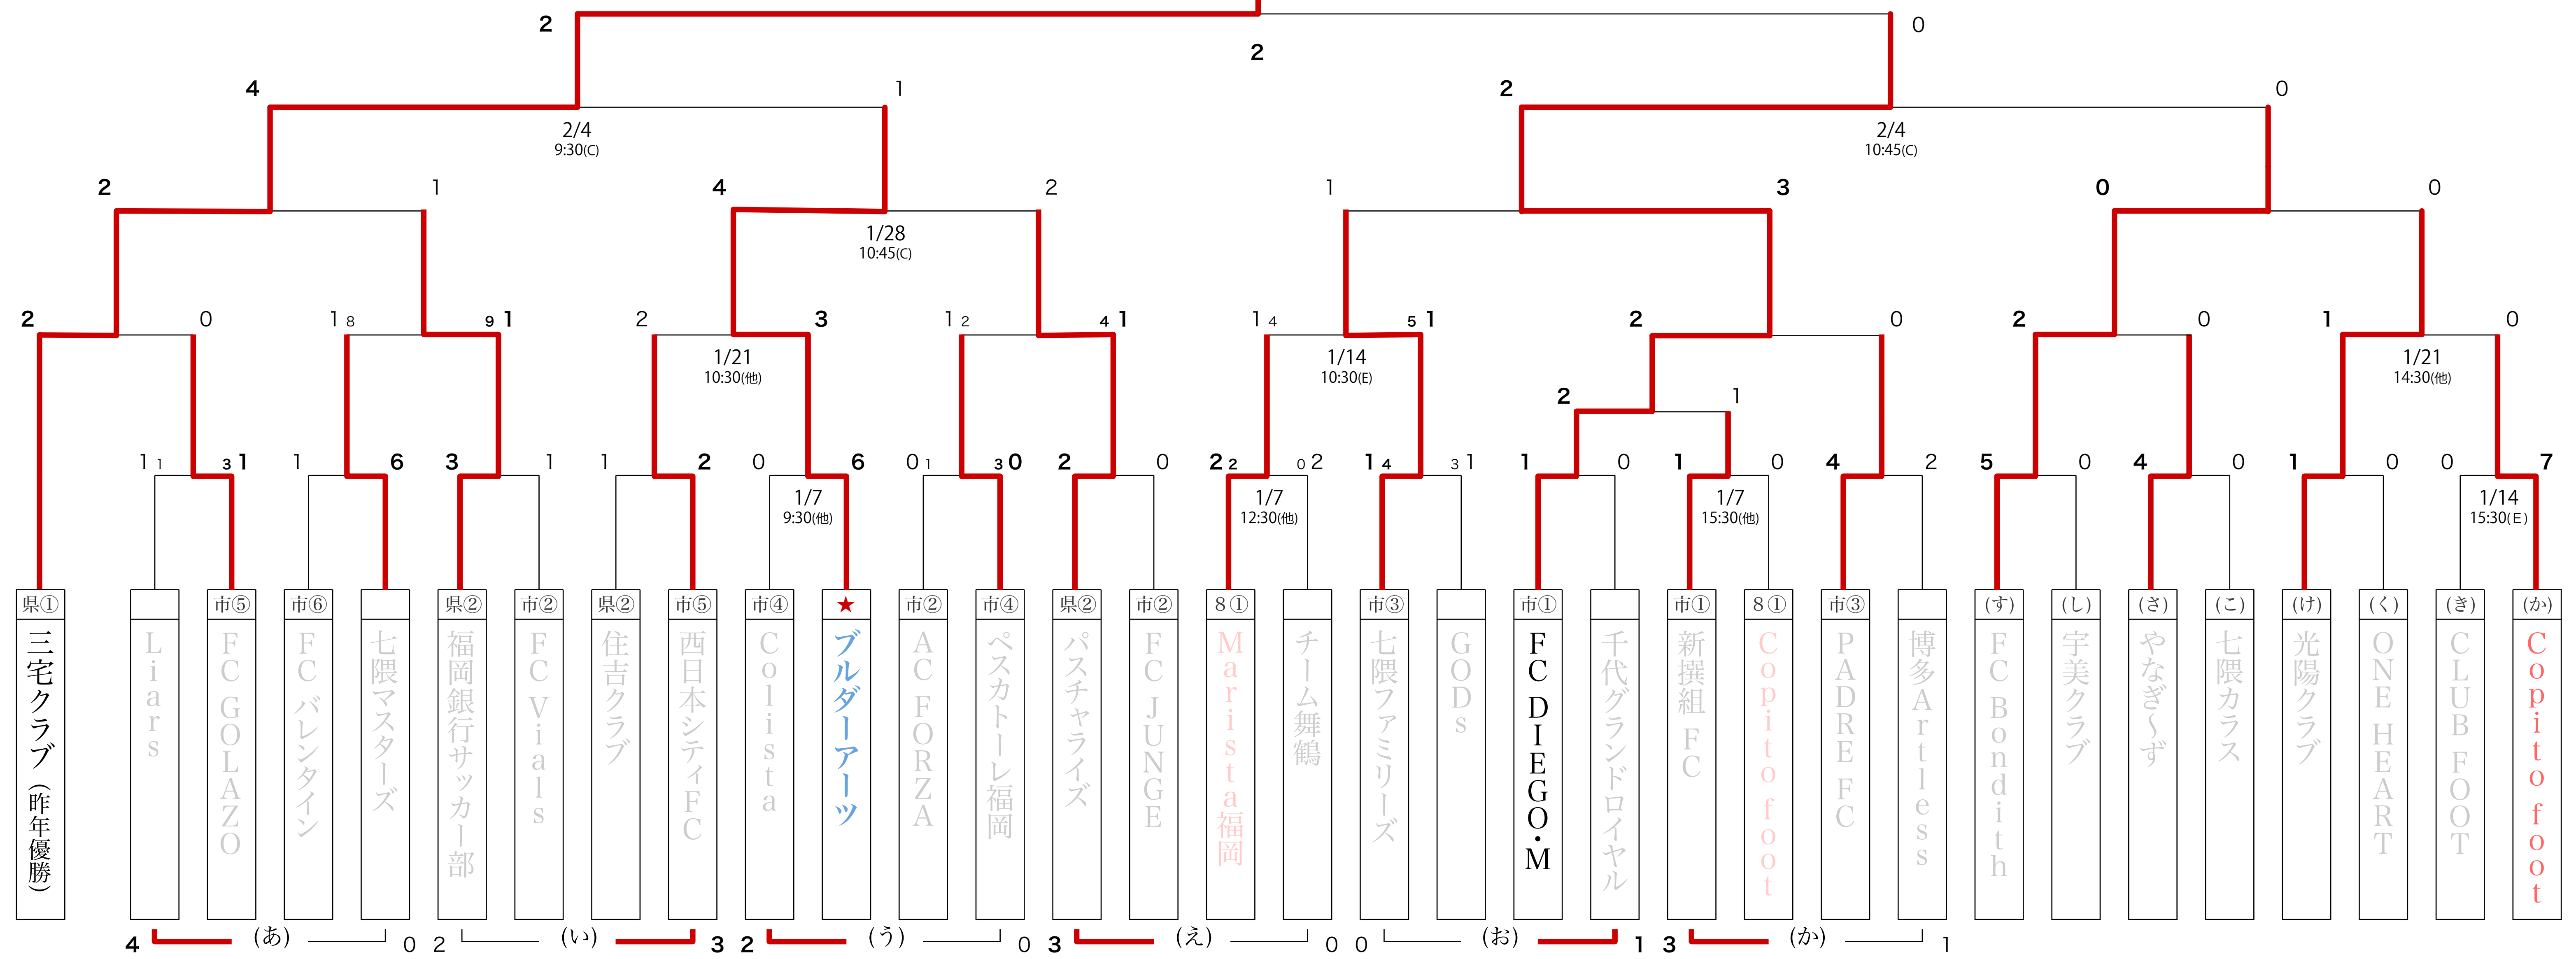 2 0
2
4 1 2 0
2/4 2/4
9:30(C) 10:45(C)
2 1 4 2 1 3 0 0
1/28
10:45(C)
2 0 1 8 9 1 2 3 1 2 4 1 1 4 5 1 2 0 2 0 1 0
1/21 1/14 1/21
10:30(他) 10:30(E) 14:30(他)
2 1
1 1 3 1 1 6 3 1 1 2 0 6 0 1 3 0 2 0 2 2 0 2 1 4 3 1 1 0 1 0 4 2 5 0 4 0 1 0 0 7
1/7 1/7 1/7 1/14
9:30(他) 12:30(他) 15:30(他) 15:30(E)
県① 市⑤ 市⑥ 県② 市② 県② 市⑤ 市④ ★ 市② 市④ 県② 市② 8① 市③ 市① 市① 8① 市③ (す) (し) (さ) (こ) (け) (く) (き) (か)
三宅クラブ(昨年優勝)
Liars
FC GOLAZO
FC バレンタイン
七隈マスターズ
福岡銀行サッカー部
FC Vials
住吉クラブ
西日本シティFC
Colista
ブルダーアーツ
AC FORZA
ペスカトーレ福岡
パスチャライズ
FC JUNGE
Marista福岡
チーム舞鶴
七隈ファミリーズ
GODs
FC DIEGO・M
千代グランドロイヤル
新撰組 FC
Copito foot
PADRE FC
博多Artless
FC Bondith
宇美クラブ
やなぎ〜ず
七隈カラス
光陽クラブ
ONE HEART
CLUB FOOT
Copito foot
4 (あ) 0 2 (い) 3 2 (う) 0 3 (え) 0 0 (お) 1 3 (か) 1